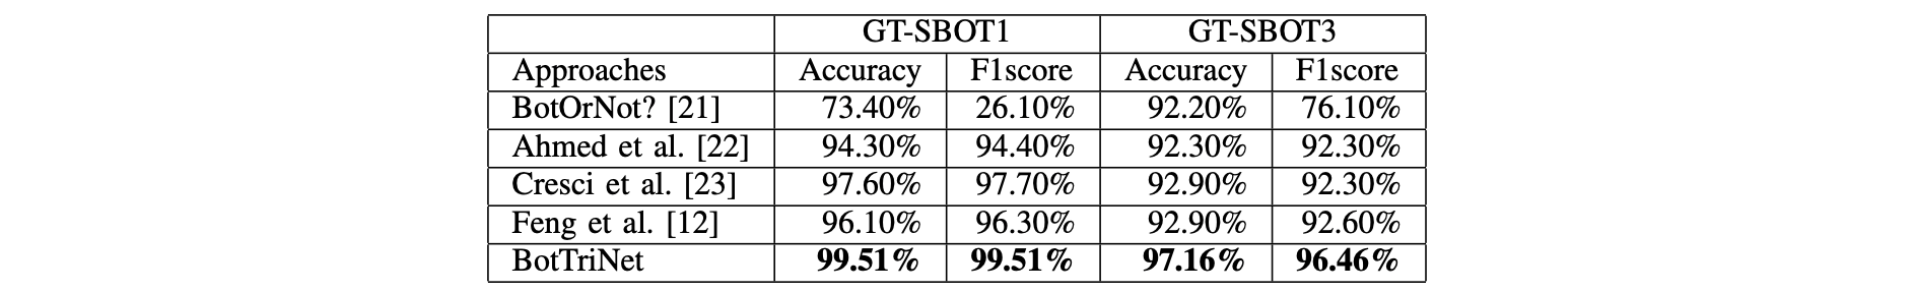 GT-SBOT1 GT-SBOT3
Approaches Accuracy F1score Accuracy F1score
BotOrNot? [21] 73.40% 26.10% 92.20% 76.10%
Ahmed et al. [22] 94.30% 94.40% 92.30% 92.30%
Cresci et al. [23] 97.60% 97.70% 92.90% 92.30%
Feng et al. [12] 96.10% 96.30% 92.90% 92.60%
BotTriNet 99.51% 99.51% 97.16% 96.46%